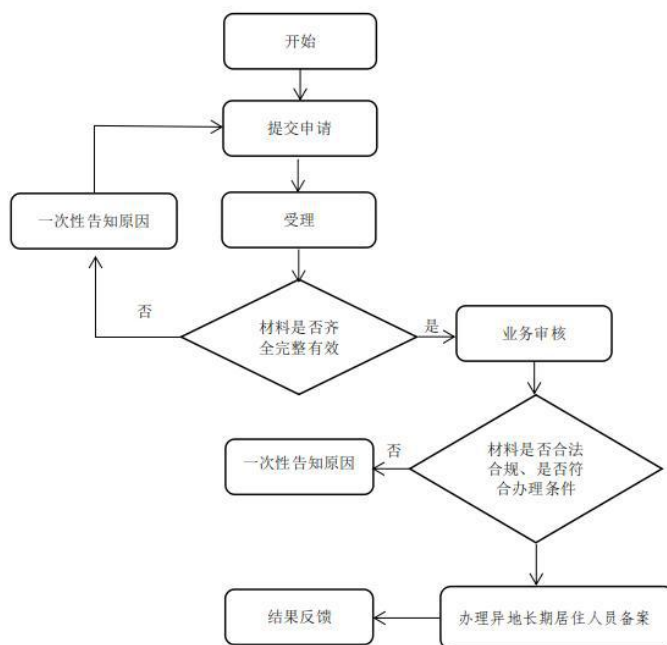 开始
提交申请
一次性告知原因
受理
否
材料是否齐
全完整有效
是
业务审核
一次性告知原因
否
材料是否合法
合规、是否符
合办理条件
结果反馈
办理异地长期居住人员备案